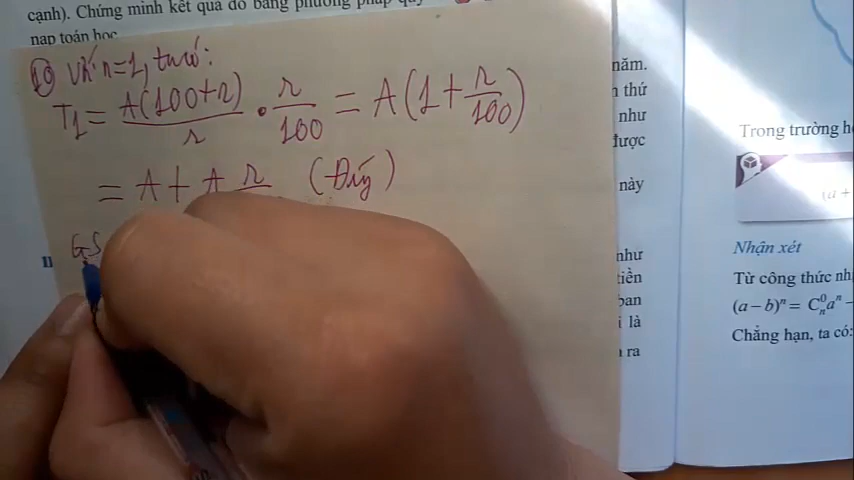 cạnh). Chứng minh kết quả đó bằng phương pháp quy
nạp toán học
10 Với n=1, ta có:
T1 = A(100+r)/r · r/100 = A(1 + r/100)
= A + A r (Đúng)
GS
năm.
thứ
như
được
này
như
tiền
ban
i là
ra
Trong trường h
(a +
Nhận xét
Từ công thức nh
(a – b)ⁿ = C⁰ₙaⁿ –
Chẳng hạn, ta có: